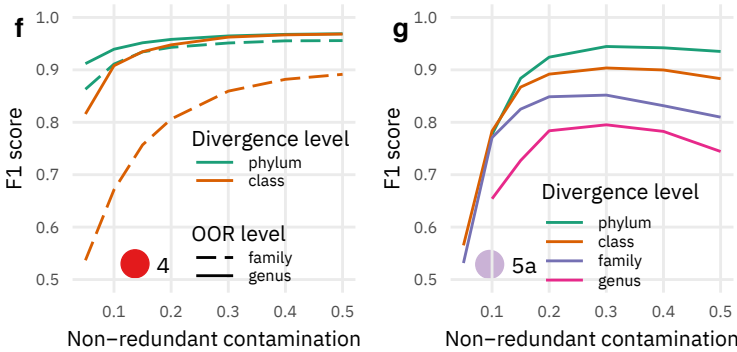 f
F1 score
1.0
0.9
0.8
0.7
0.6
0.5
Divergence level
phylum
class
OOR level
family
genus
4
0.1
0.2
0.3
0.4
0.5
Non−redundant contamination
g
F1 score
1.0
0.9
0.8
0.7
0.6
0.5
Divergence level
phylum
class
family
genus
5a
0.1
0.2
0.3
0.4
0.5
Non−redundant contamination